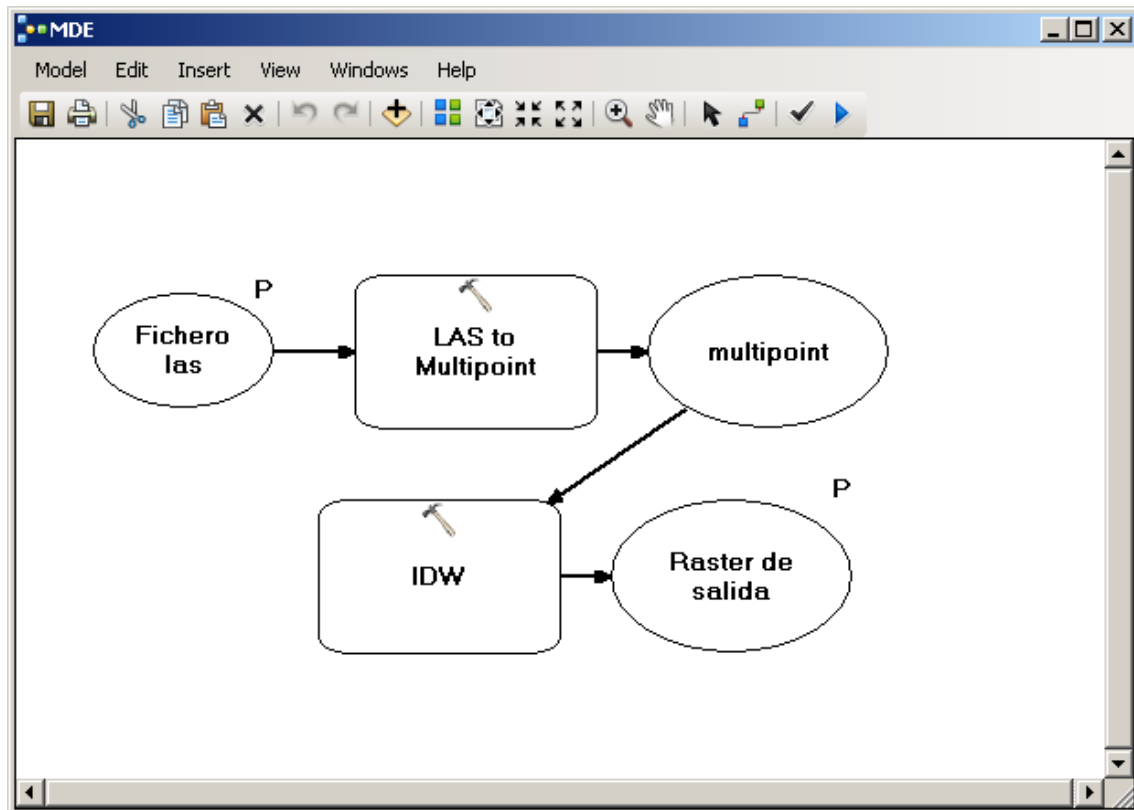 MDE
Model Edit Insert View Windows Help
P
Fichero
las
LAS to
Multipoint
multipoint
P
IDW
Raster de
salida